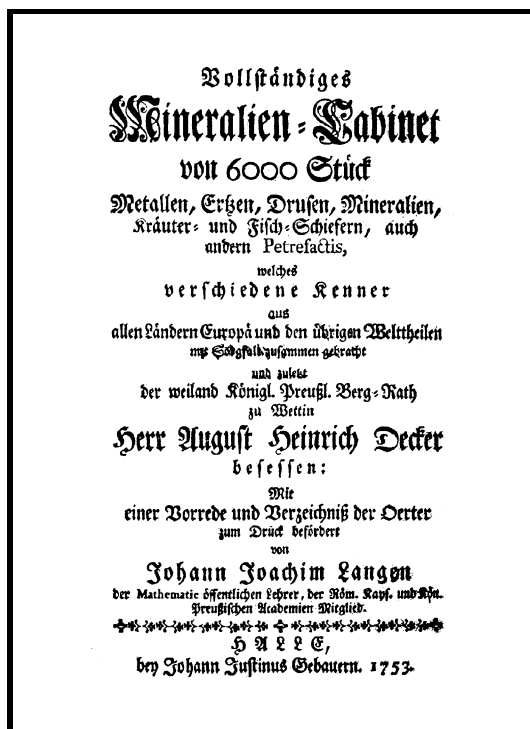 Vollständiges
Mineralien-Cabinet
von 6000 Stück
Metallen, Ertzen, Drusen, Mineralien,
Kräuter- und Fisch-Schiefern, auch
andern Petrefactis,
welches
verschiedene Kenner
aus
allen Ländern Europä und den übrigen Welttheilen
mit Sorgfalt zusammen gebracht
und zuletzt
der weiland Königl. Preußl. Berg-Rath
zu Wettin
Herr August Heinrich Decker
besessen:
Mit
einer Vorrede und Verzeichniß der Oerter
zum Drück befördert
von
Johann Joachim Langen
der Mathematic öffentlichen Lehrer, der Röm. Kays. und Kön.
Preußischen Academien Mitglied.
HALLE,
bey Johann Justinus Gebauern. 1753.